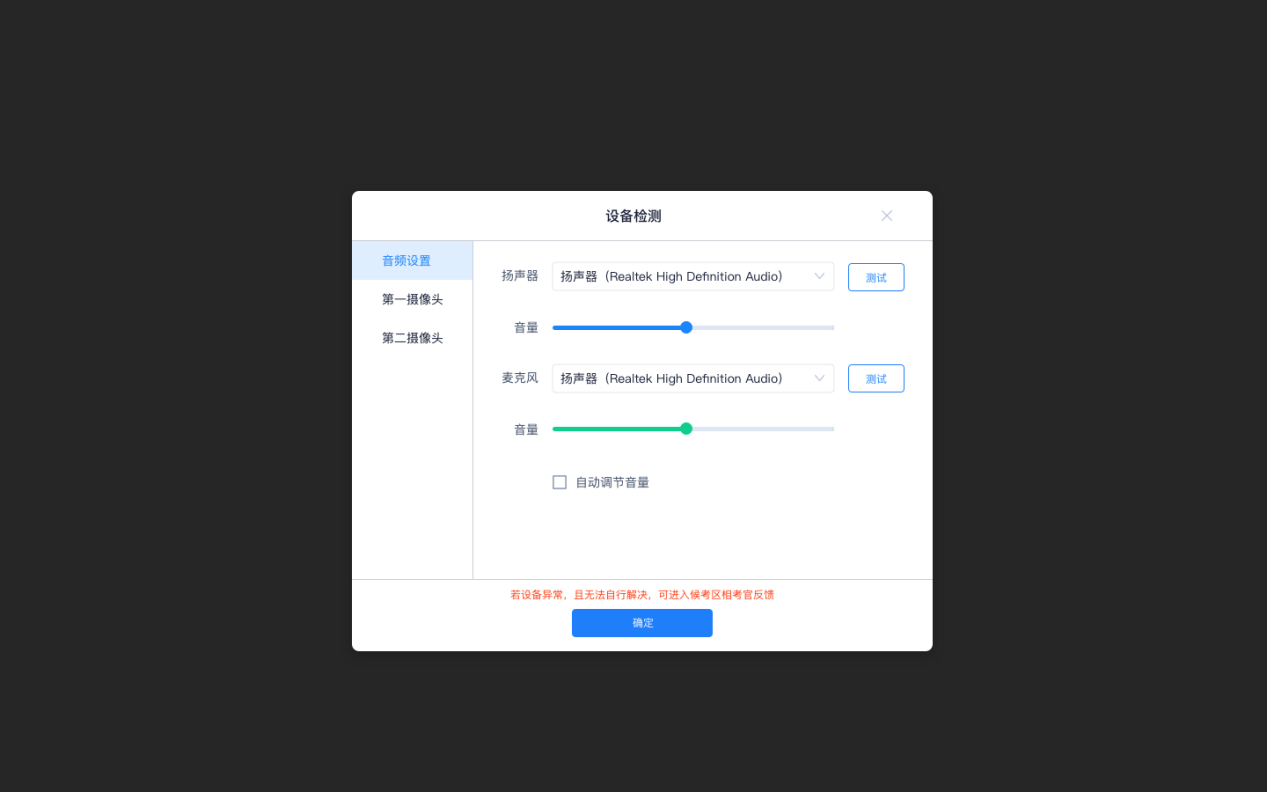 设备检测
音频设置
第一摄像头
第二摄像头
扬声器 扬声器（Realtek High Definition Audio） 测试
音量
麦克风 扬声器（Realtek High Definition Audio） 测试
音量
自动调节音量
若设备异常，且无法自行解决，可进入候考区相考官反馈
确定